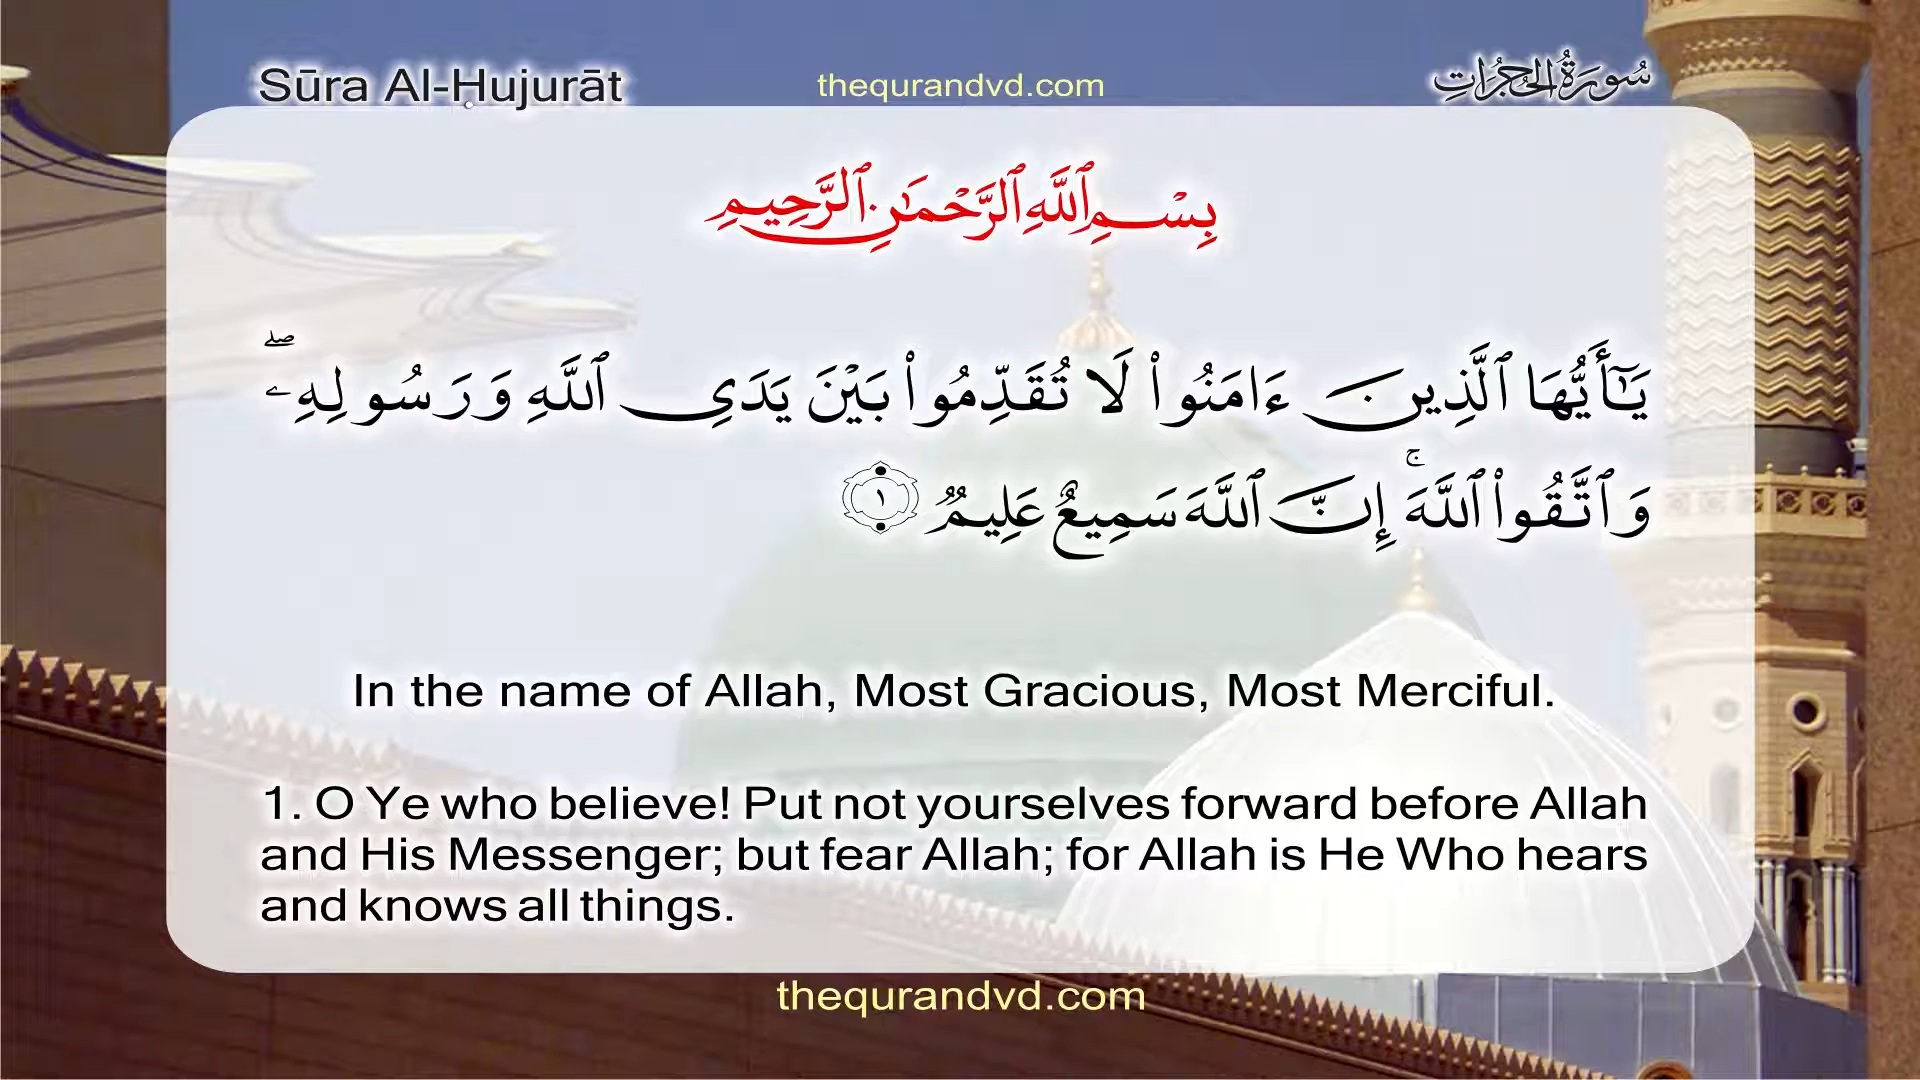 Sūra Al-Ḥujurāt
thequrandvd.com
سُورَةُ الحُجُرَاتِ
بِسْمِ ٱللَّهِ ٱلرَّحْمَٰنِ ٱلرَّحِيمِ
يَـٰٓأَيُّهَا ٱلَّذِينَ ءَامَنُوا۟ لَا تُقَدِّمُوا۟ بَيْنَ يَدَىِ ٱللَّهِ وَرَسُولِهِۦ ۖ
وَٱتَّقُوا۟ ٱللَّهَ ۚ إِنَّ ٱللَّهَ سَمِيعٌ عَلِيمٌ ١
In the name of Allah, Most Gracious, Most Merciful.
1. O Ye who believe! Put not yourselves forward before Allah
and His Messenger; but fear Allah; for Allah is He Who hears
and knows all things.
thequrandvd.com